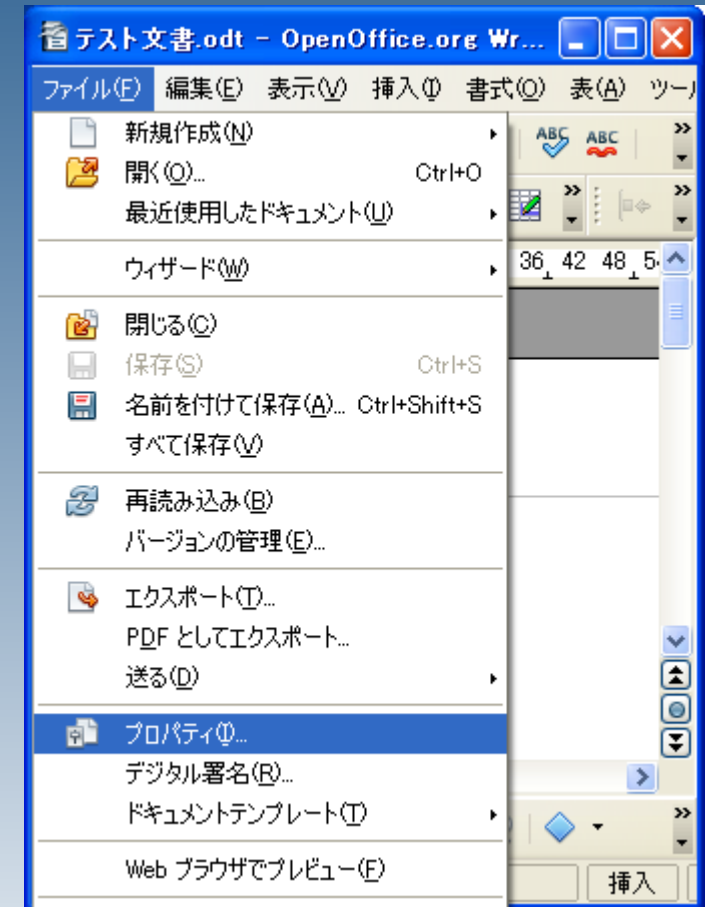 テスト文書.odt - OpenOffice.org Wr...
ファイル(F) 編集(E) 表示(V) 挿入(I) 書式(O) 表(A) ツール
新規作成(N)
開く(O)... Ctrl+O
最近使用したドキュメント(U)
ウィザード(W)
36 42 48 54
閉じる(C)
保存(S) Ctrl+S
名前を付けて保存(A)... Ctrl+Shift+S
すべて保存(V)
再読み込み(B)
バージョンの管理(E)...
エクスポート(T)...
PDF としてエクスポート...
送る(D)
プロパティ(I)...
デジタル署名(R)...
ドキュメントテンプレート(T)
Web ブラウザでプレビュー(F)
挿入
ABC ABC